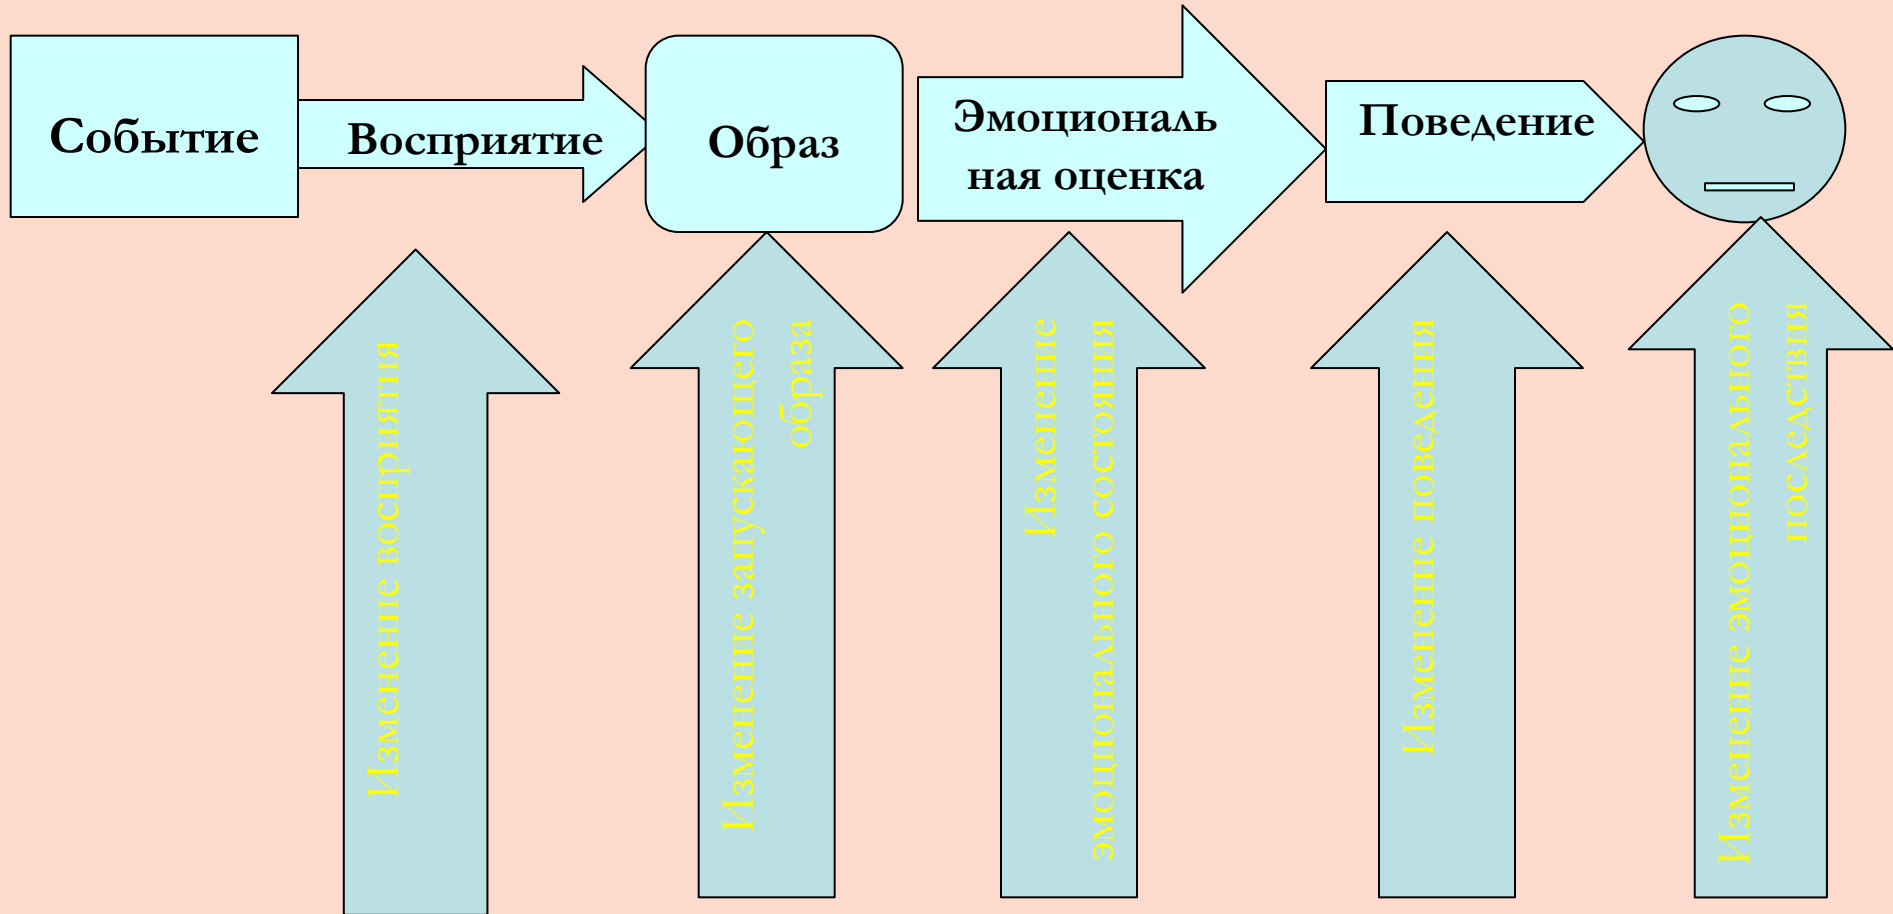 Событие
Восприятие
Образ
Эмоциональ
ная оценка
Поведение
Изменение восприятия
Изменение запускающего
образа
Изменение
эмоционального состояния
Изменение поведения
Изменение эмоционального
последствия